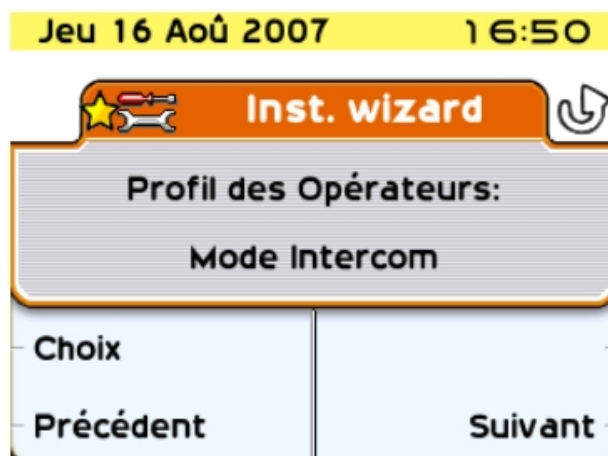 Jeu 16 Aoû 2007 16:50
Inst. wizard
Profil des Opérateurs:
Mode Intercom
Choix
Précédent Suivant